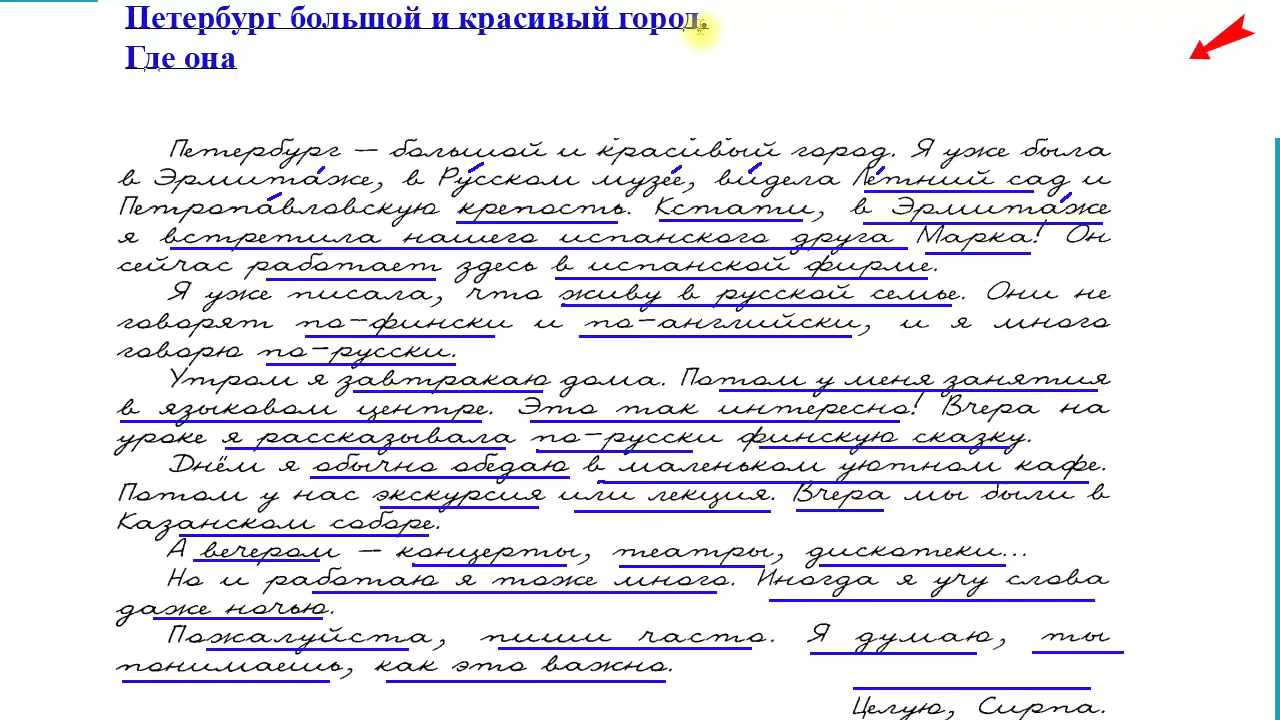 Петербург большой и красивый город.
Где она
Петербург — большой и красивый город. Я уже была
в Эрмитаже, в Русском музее, видела Летний сад и
Петропавловскую крепость. Кстати, в Эрмитаже
я встретила нашего испанского друга Марка! Он
сейчас работает здесь в испанской фирме.
Я уже писала, что живу в русской семье. Они не
говорят по-фински и по-английски, и я много
говорю по-русски.
Утром я завтракаю дома. Потом у меня занятия
в языковом центре. Это так интересно! Вчера на
уроке я рассказывала по-русски финскую сказку.
Днём я обычно обедаю в маленьком уютном кафе.
Потом у нас экскурсия или лекция. Вчера мы были в
Казанском соборе.
А вечером — концерты, театры, дискотеки...
Но и работаю я тоже много. Иногда я учу слова
даже ночью.
Пожалуйста, пиши часто. Я думаю, ты
понимаешь, как это важно.
Целую, Сирпа.